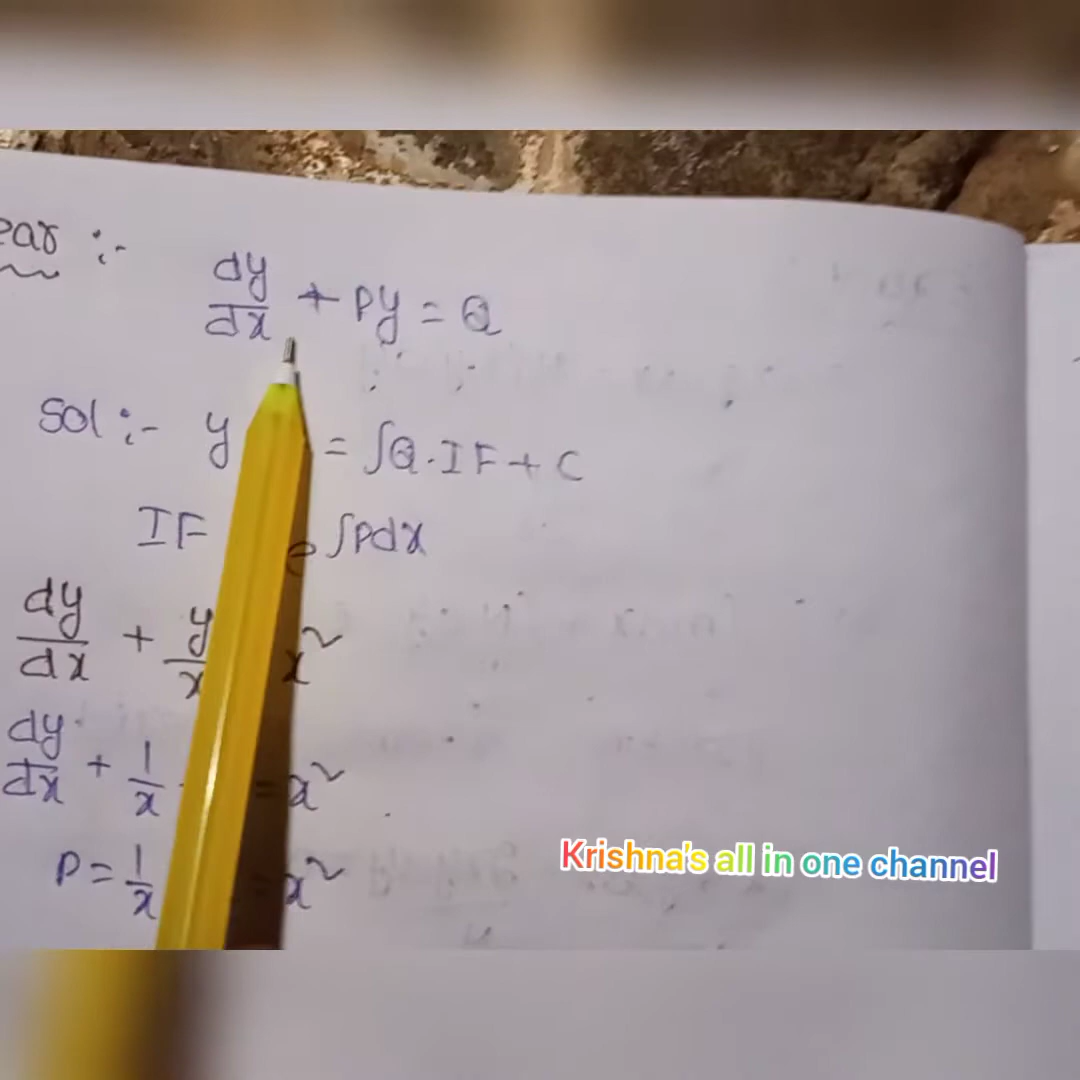 ear :-
dy/dx + Py = Q
Sol :- y = ∫Q.IF + C
IF e ∫Pdx
dy/dx + y/x x²
dy/dx + 1/x . = x²
P = 1/x = x²
Krishna's all in one channel